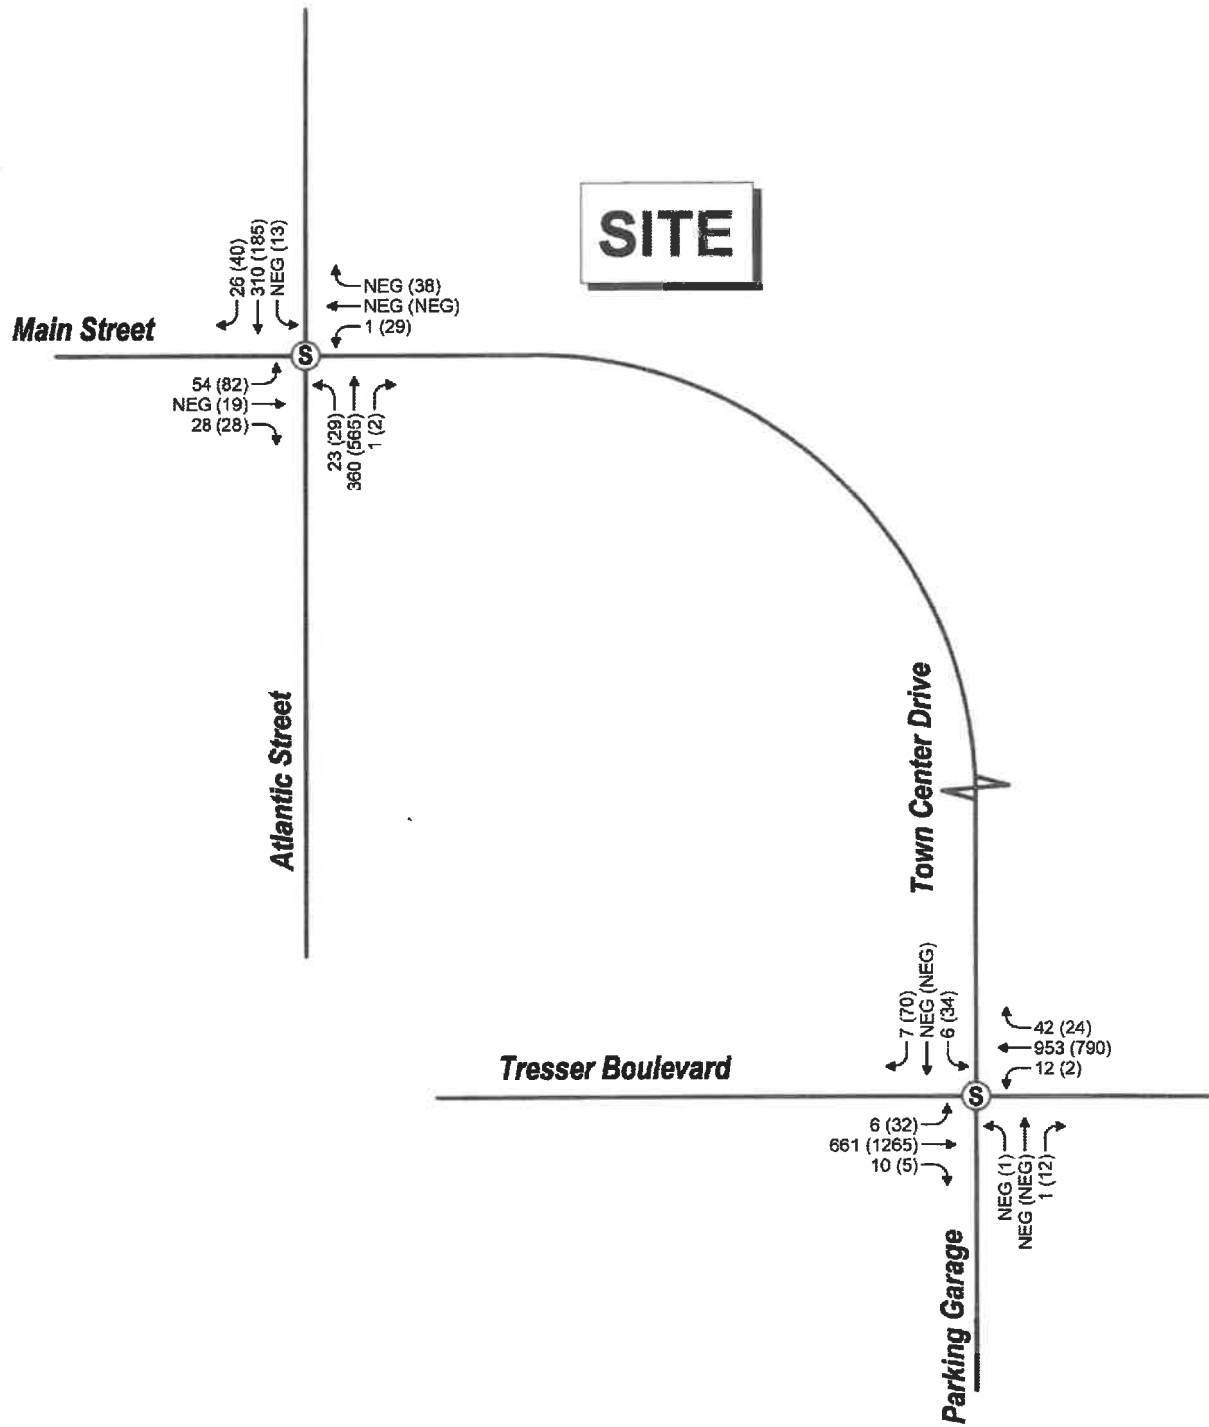 SITE
26 (40)
310 (185)
NEG (13)
NEG (38)
NEG (NEG)
1 (29)
Main Street
S
54 (82)
NEG (19)
28 (28)
23 (29)
360 (565)
1 (2)
Atlantic Street
Town Center Drive
7 (70)
NEG (NEG)
6 (34)
42 (24)
953 (790)
12 (2)
Tresser Boulevard
S
6 (32)
661 (1265)
10 (5)
NEG (1)
NEG (NEG)
1 (12)
Parking Garage